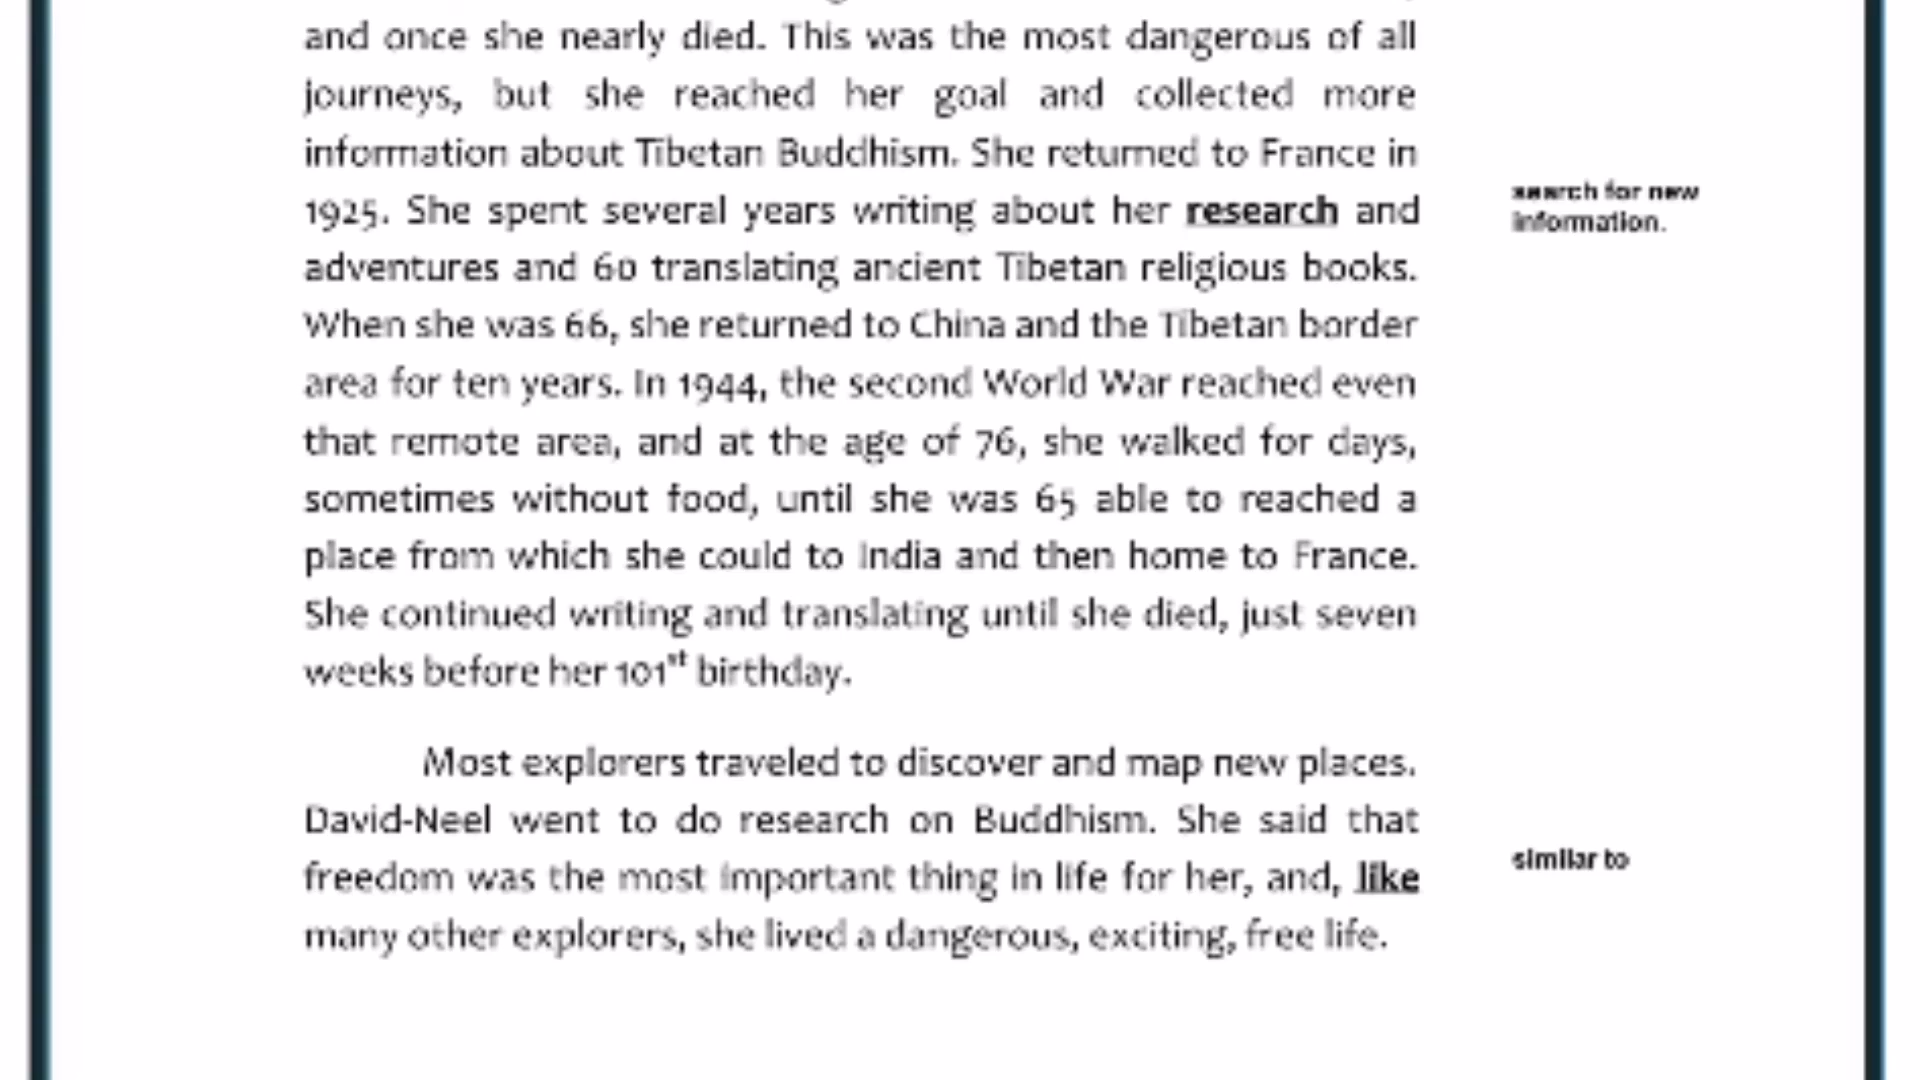 and once she nearly died. This was the most dangerous of all
journeys, but she reached her goal and collected more
information about Tibetan Buddhism. She returned to France in
1925. She spent several years writing about her research and
search for new
information.
adventures and 60 translating ancient Tibetan religious books.
When she was 66, she returned to China and the Tibetan border
area for ten years. In 1944, the second World War reached even
that remote area, and at the age of 76, she walked for days,
sometimes without food, until she was 65 able to reached a
place from which she could to India and then home to France.
She continued writing and translating until she died, just seven
weeks before her 101st birthday.
Most explorers traveled to discover and map new places.
David-Neel went to do research on Buddhism. She said that
freedom was the most important thing in life for her, and, like
similar to
many other explorers, she lived a dangerous, exciting, free life.